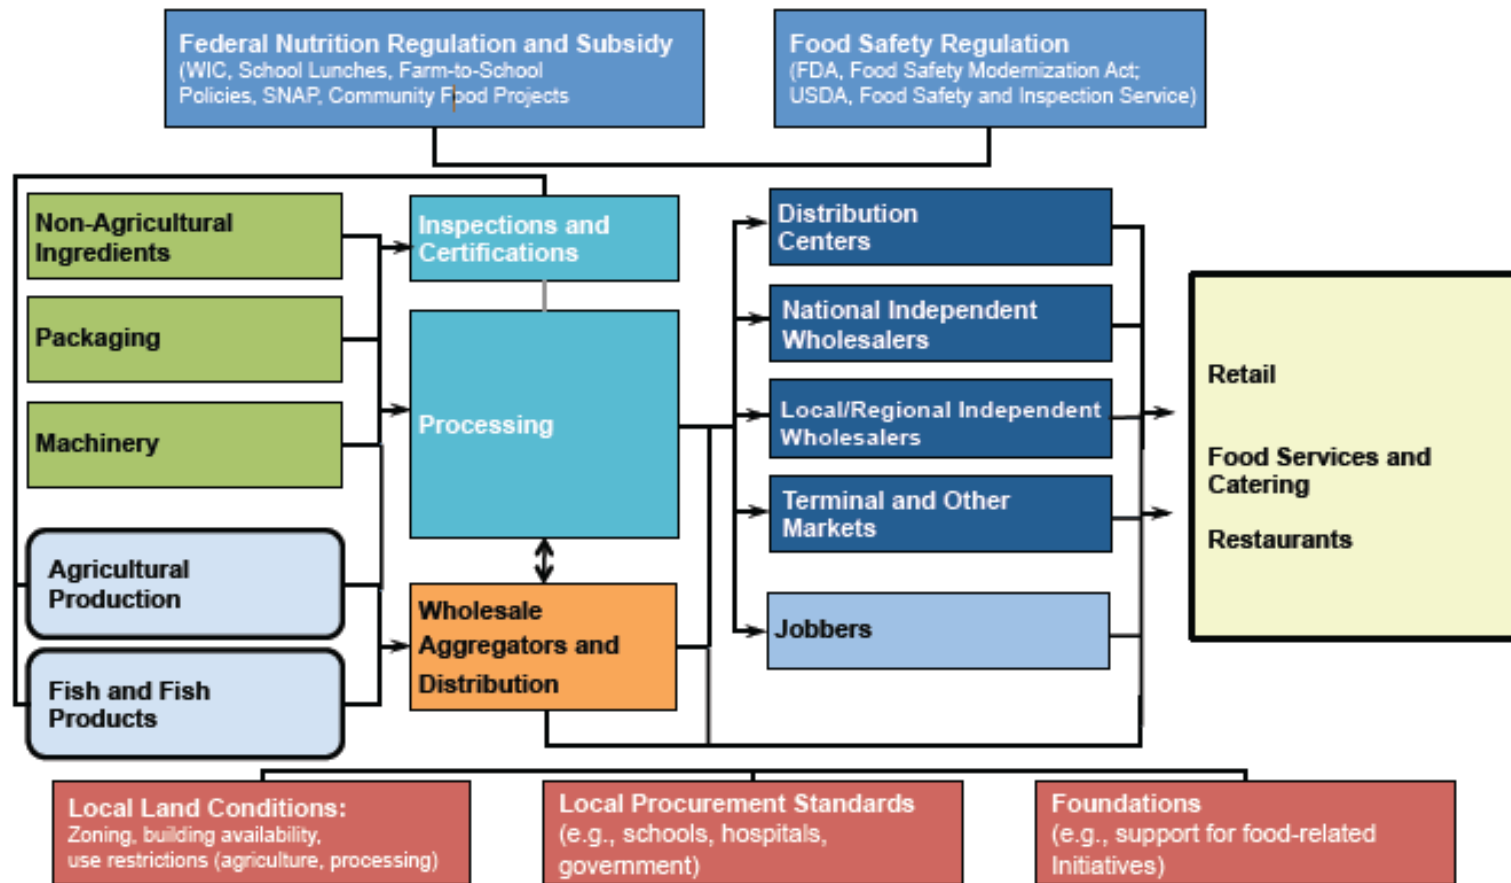 Federal Nutrition Regulation and Subsidy
(WIC, School Lunches, Farm-to-School
Policies, SNAP, Community Food Projects
Food Safety Regulation
(FDA, Food Safety Modernization Act;
USDA, Food Safety and Inspection Service)
Non-Agricultural
Ingredients
Packaging
Machinery
Agricultural
Production
Fish and Fish
Products
Inspections and
Certifications
Processing
Wholesale
Aggregators and
Distribution
Distribution
Centers
National Independent
Wholesalers
Local/Regional Independent
Wholesalers
Terminal and Other
Markets
Jobbers
Retail
Food Services and
Catering
Restaurants
Local Land Conditions:
Zoning, building availability,
use restrictions (agriculture, processing)
Local Procurement Standards
(e.g., schools, hospitals,
government)
Foundations
(e.g., support for food-related
Initiatives)